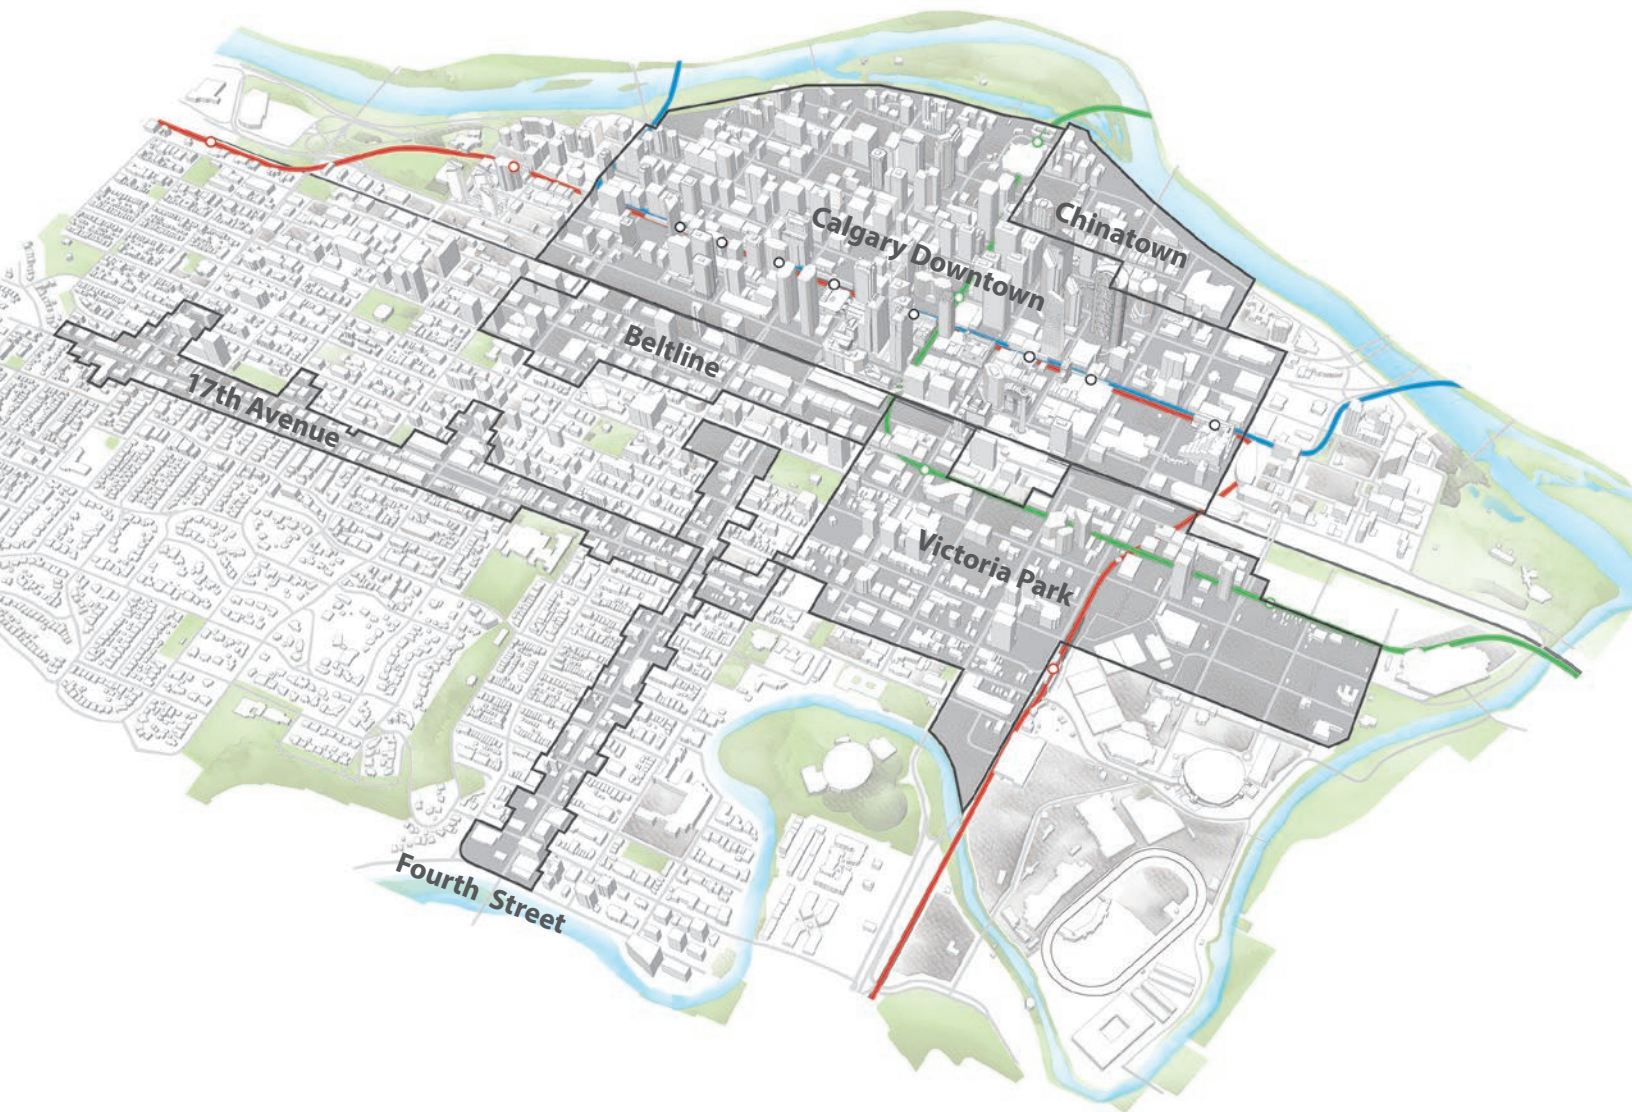 Chinatown
Calgary Downtown
Beltline
17th Avenue
Victoria Park
Fourth Street